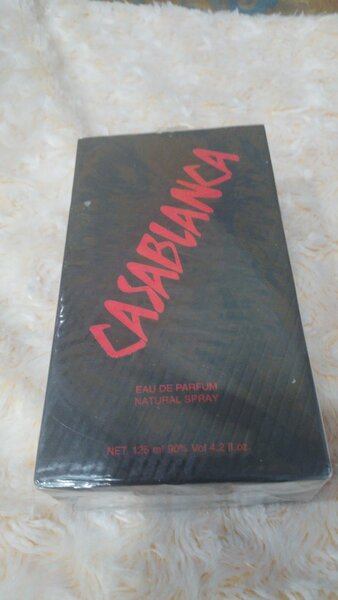 CASABLANCA
EAU DE PARFUM
NATURAL SPRAY
NET 125 ml 90% Vol 4.2 fl.oz